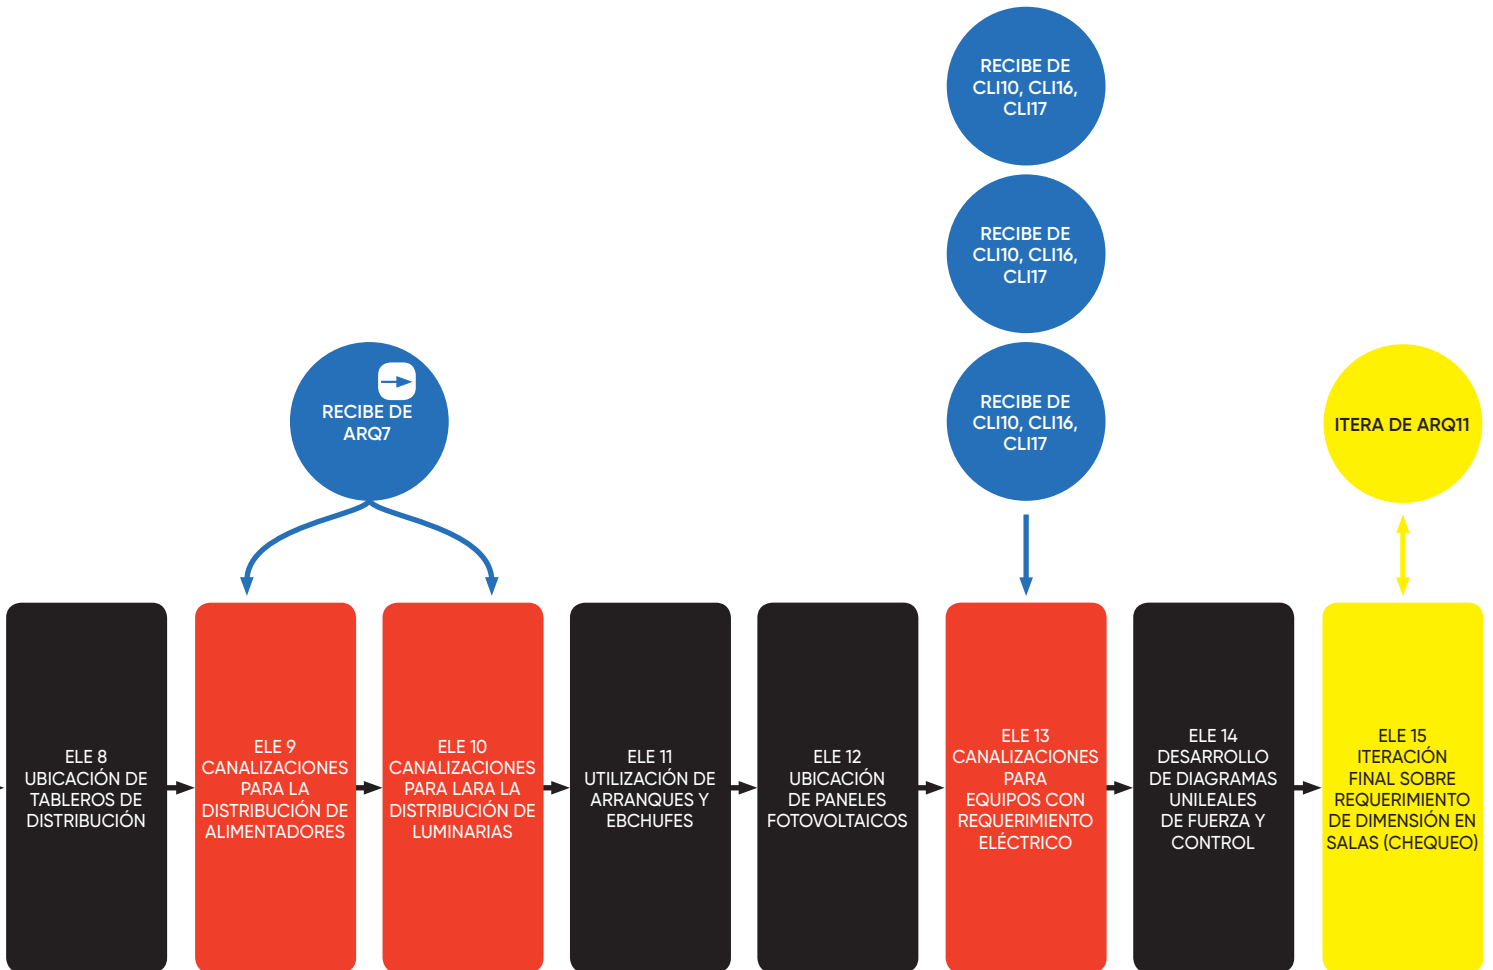 RECIBE DE
CLI10, CLI16,
CLI17
RECIBE DE
CLI10, CLI16,
CLI17
RECIBE DE
ARQ7
RECIBE DE
CLI10, CLI16,
CLI17
ITERA DE ARQ11
ELE 8
UBICACIÓN DE
TABLEROS DE
DISTRIBUCIÓN
ELE 9
CANALIZACIONES
PARA LA
DISTRIBUCIÓN DE
ALIMENTADORES
ELE 10
CANALIZACIONES
PARA LARA LA
DISTRIBUCIÓN DE
LUMINARIAS
ELE 11
UTILIZACIÓN DE
ARRANQUES Y
EBCHUFES
ELE 12
UBICACIÓN
DE PANELES
FOTOVOLTAICOS
ELE 13
CANALIZACIONES
PARA
EQUIPOS CON
REQUERIMIENTO
ELÉCTRICO
ELE 14
DESARROLLO
DE DIAGRAMAS
UNILEALES
DE FUERZA Y
CONTROL
ELE 15
ITERACIÓN
FINAL SOBRE
REQUERIMIENTO
DE DIMENSIÓN EN
SALAS (CHEQUEO)